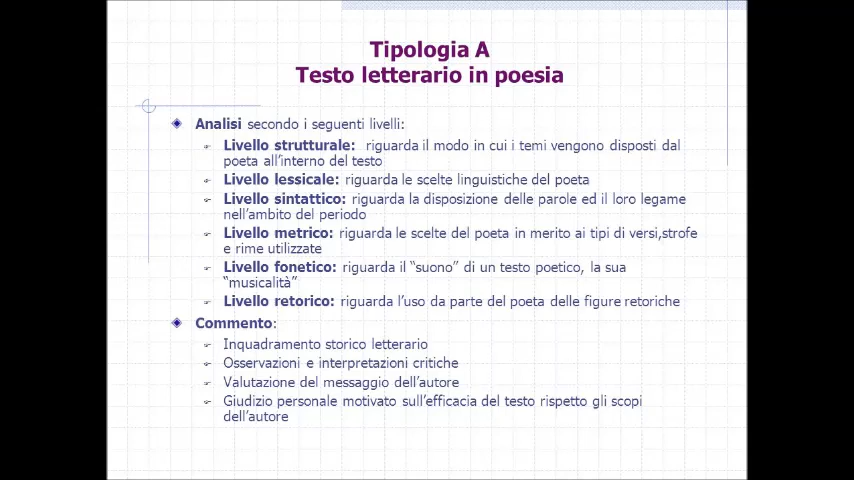 Tipologia A
Testo letterario in poesia
Analisi secondo i seguenti livelli:
Livello strutturale: riguarda il modo in cui i temi vengono disposti dal
poeta all'interno del testo
Livello lessicale: riguarda le scelte linguistiche del poeta
Livello sintattico: riguarda la disposizione delle parole ed il loro legame
nell'ambito del periodo
Livello metrico: riguarda le scelte del poeta in merito ai tipi di versi,strofe
e rime utilizzate
Livello fonetico: riguarda il "suono" di un testo poetico, la sua
"musicalità"
Livello retorico: riguarda l'uso da parte del poeta delle figure retoriche
Commento:
Inquadramento storico letterario
Osservazioni e interpretazioni critiche
Valutazione del messaggio dell'autore
Giudizio personale motivato sull'efficacia del testo rispetto gli scopi
dell'autore